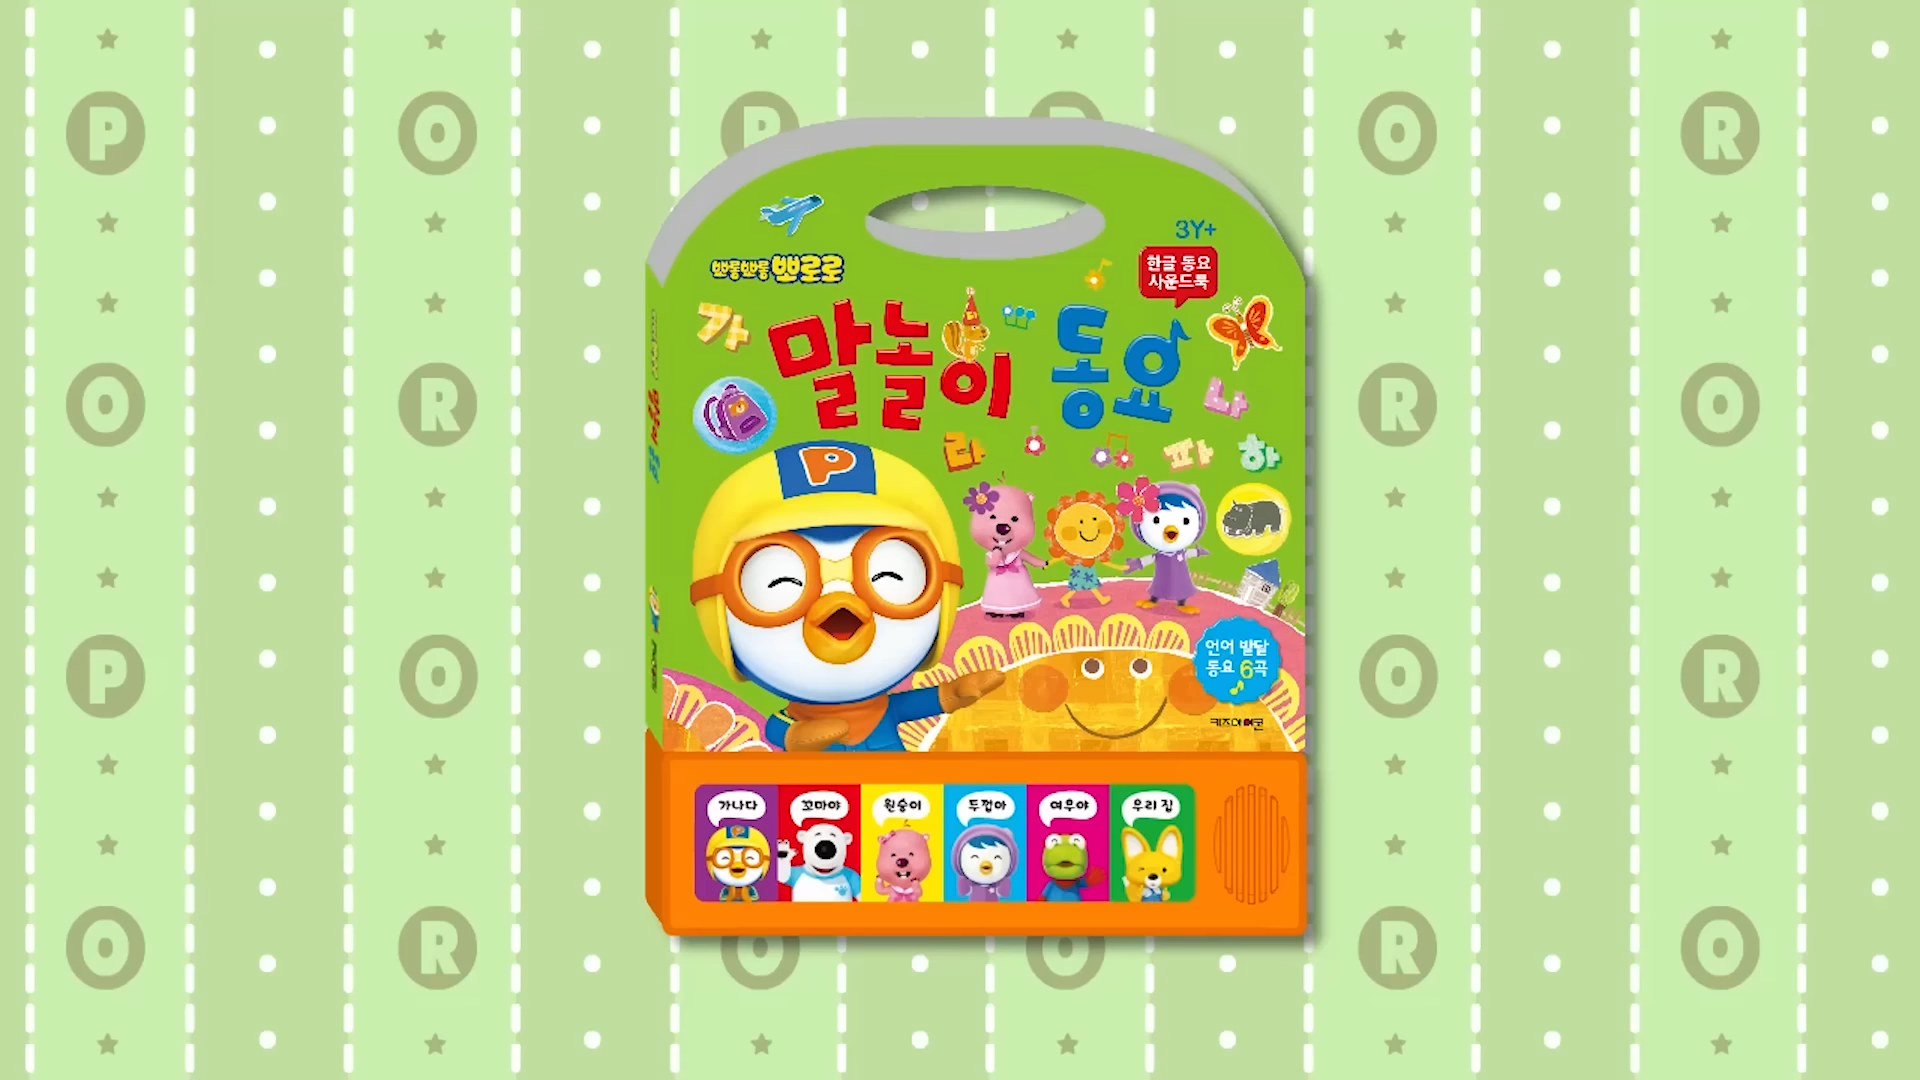 P O P O R
3Y+
뽀롱뽀롱 뽀로로
한글 동요
사운드북
가
말놀이 동요
나
라
파 하
P
언어 발달
동요 6곡
키즈아이콘
가나다 꼬마야 원숭이 두껍아 여우야 우리 집
O R R O
P O O R
O R O O R O